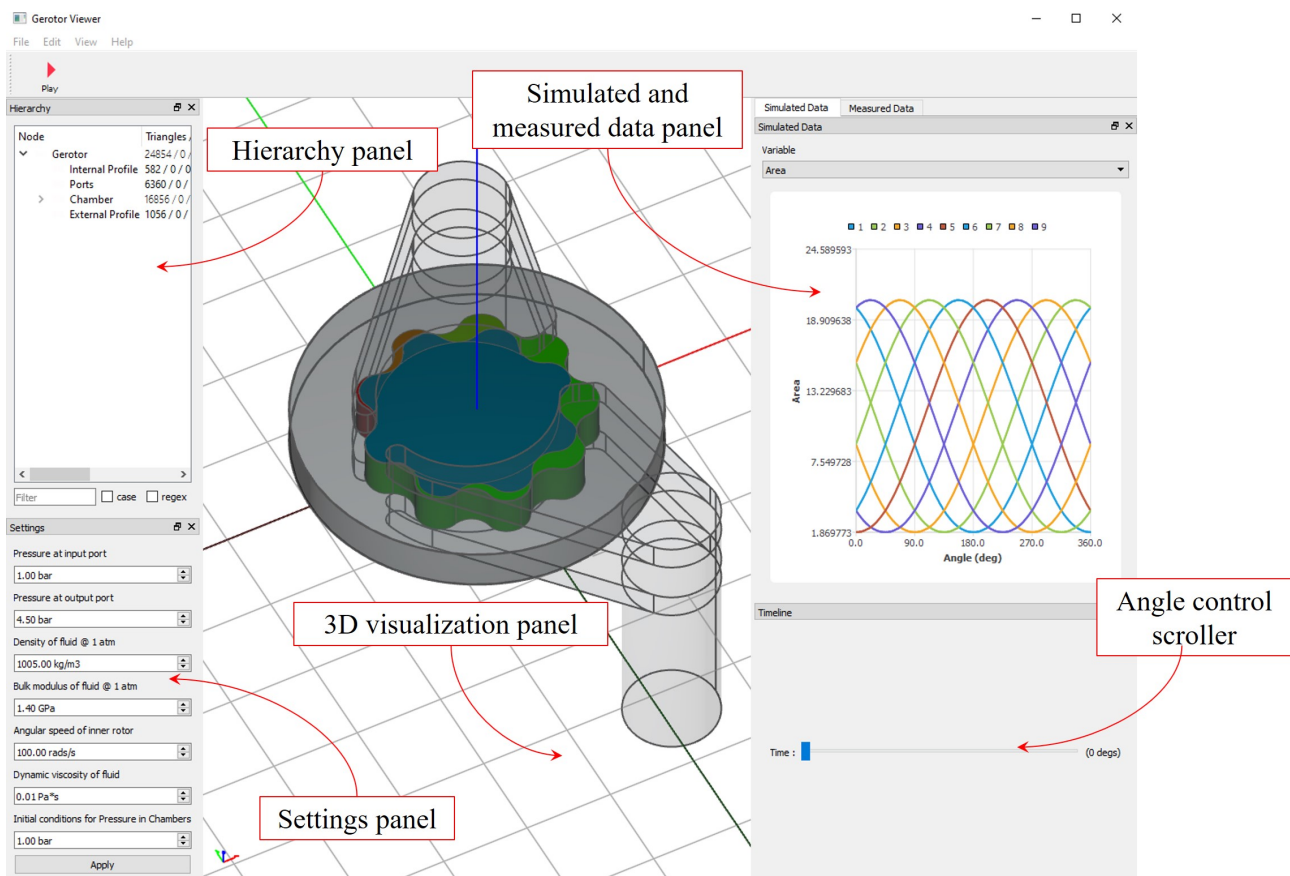 Gerotor Viewer
File Edit View Help
Play
Hierarchy
Node Triangles /
Gerotor 24854 / 0 /
Internal Profile 582 / 0 / 0
Ports 6360 / 0 /
Chamber 16856 / 0 /
External Profile 1056 / 0 /
Filter case regex
Settings
Pressure at input port
1.00 bar
Pressure at output port
4.50 bar
Density of fluid @ 1 atm
1005.00 kg/m3
Bulk modulus of fluid @ 1 atm
1.40 GPa
Angular speed of inner rotor
100.00 rads/s
Dynamic viscosity of fluid
0.01 Pa*s
Initial conditions for Pressure in Chambers
1.00 bar
Apply
Hierarchy panel
Simulated and
measured data panel
3D visualization panel
Settings panel
Simulated Data Measured Data
Simulated Data
Variable
Area
1 2 3 4 5 6 7 8 9
24.589593
18.909638
13.229683
7.549728
1.869773
Area
0.0 90.0 180.0 270.0 360.0
Angle (deg)
Timeline
Angle control
scroller
Time : (0 degs)